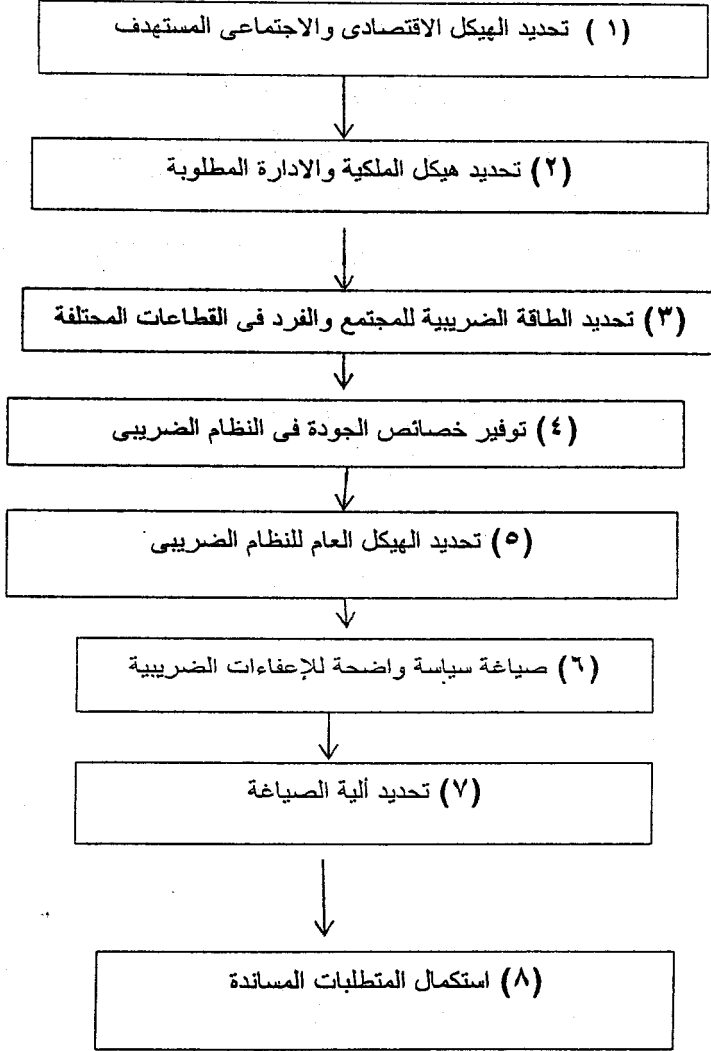 (١) تحديد الهيكل الاقتصادى والاجتماعى المستهدف
(٢) تحديد هيكل الملكية والادارة المطلوبة
(٣) تحديد الطاقة الضريبية للمجتمع والفرد فى القطاعات المحتلفة
(٤) توفير خصائص الجودة فى النظام الضريبى
(٥) تحديد الهيكل العام للنظام الضريبى
(٦) صياغة سياسة واضحة للإعفاءات الضريبية
(٧) تحديد ألية الصياغة
(٨) استكمال المتطلبات المساندة